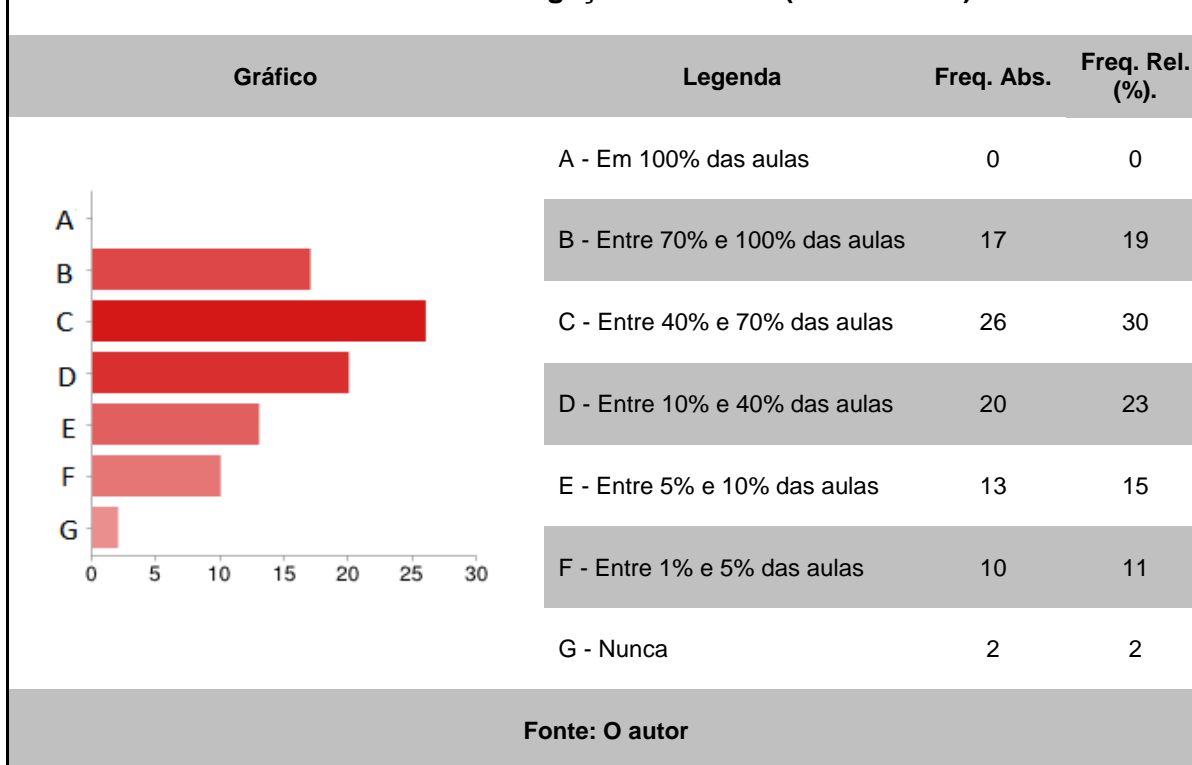 Gráfico Legenda Freq. Abs. Freq. Rel. (%).
A - Em 100% das aulas 0 0
B - Entre 70% e 100% das aulas 17 19
C - Entre 40% e 70% das aulas 26 30
D - Entre 10% e 40% das aulas 20 23
E - Entre 5% e 10% das aulas 13 15
F - Entre 1% e 5% das aulas 10 11
G - Nunca 2 2
A
B
C
D
E
F
G
0 5 10 15 20 25 30
Fonte: O autor